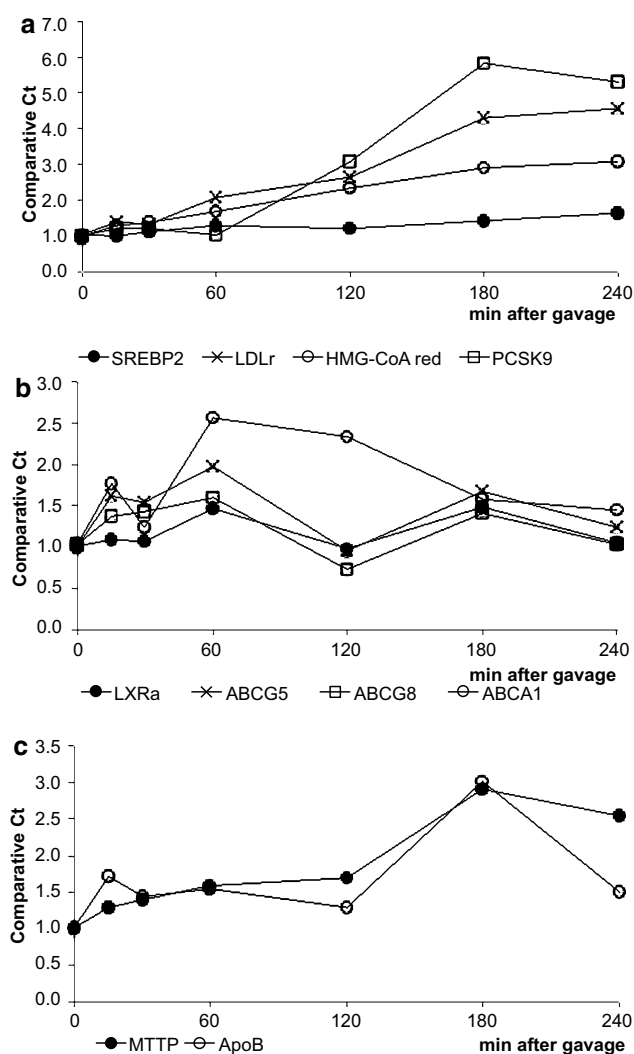 a
7.0
6.0
5.0
4.0
3.0
2.0
1.0
0.0
Comparative Ct
0 60 120 180 240
min after gavage
SREBP2 LDLr HMG-CoA red PCSK9
b
3.0
2.5
2.0
1.5
1.0
0.5
0.0
Comparative Ct
0 60 120 180 240
min after gavage
LXRa ABCG5 ABCG8 ABCA1
c
3.5
3.0
2.5
2.0
1.5
1.0
0.5
0.0
Comparative Ct
0 60 120 180 240
MTTP ApoB min after gavage